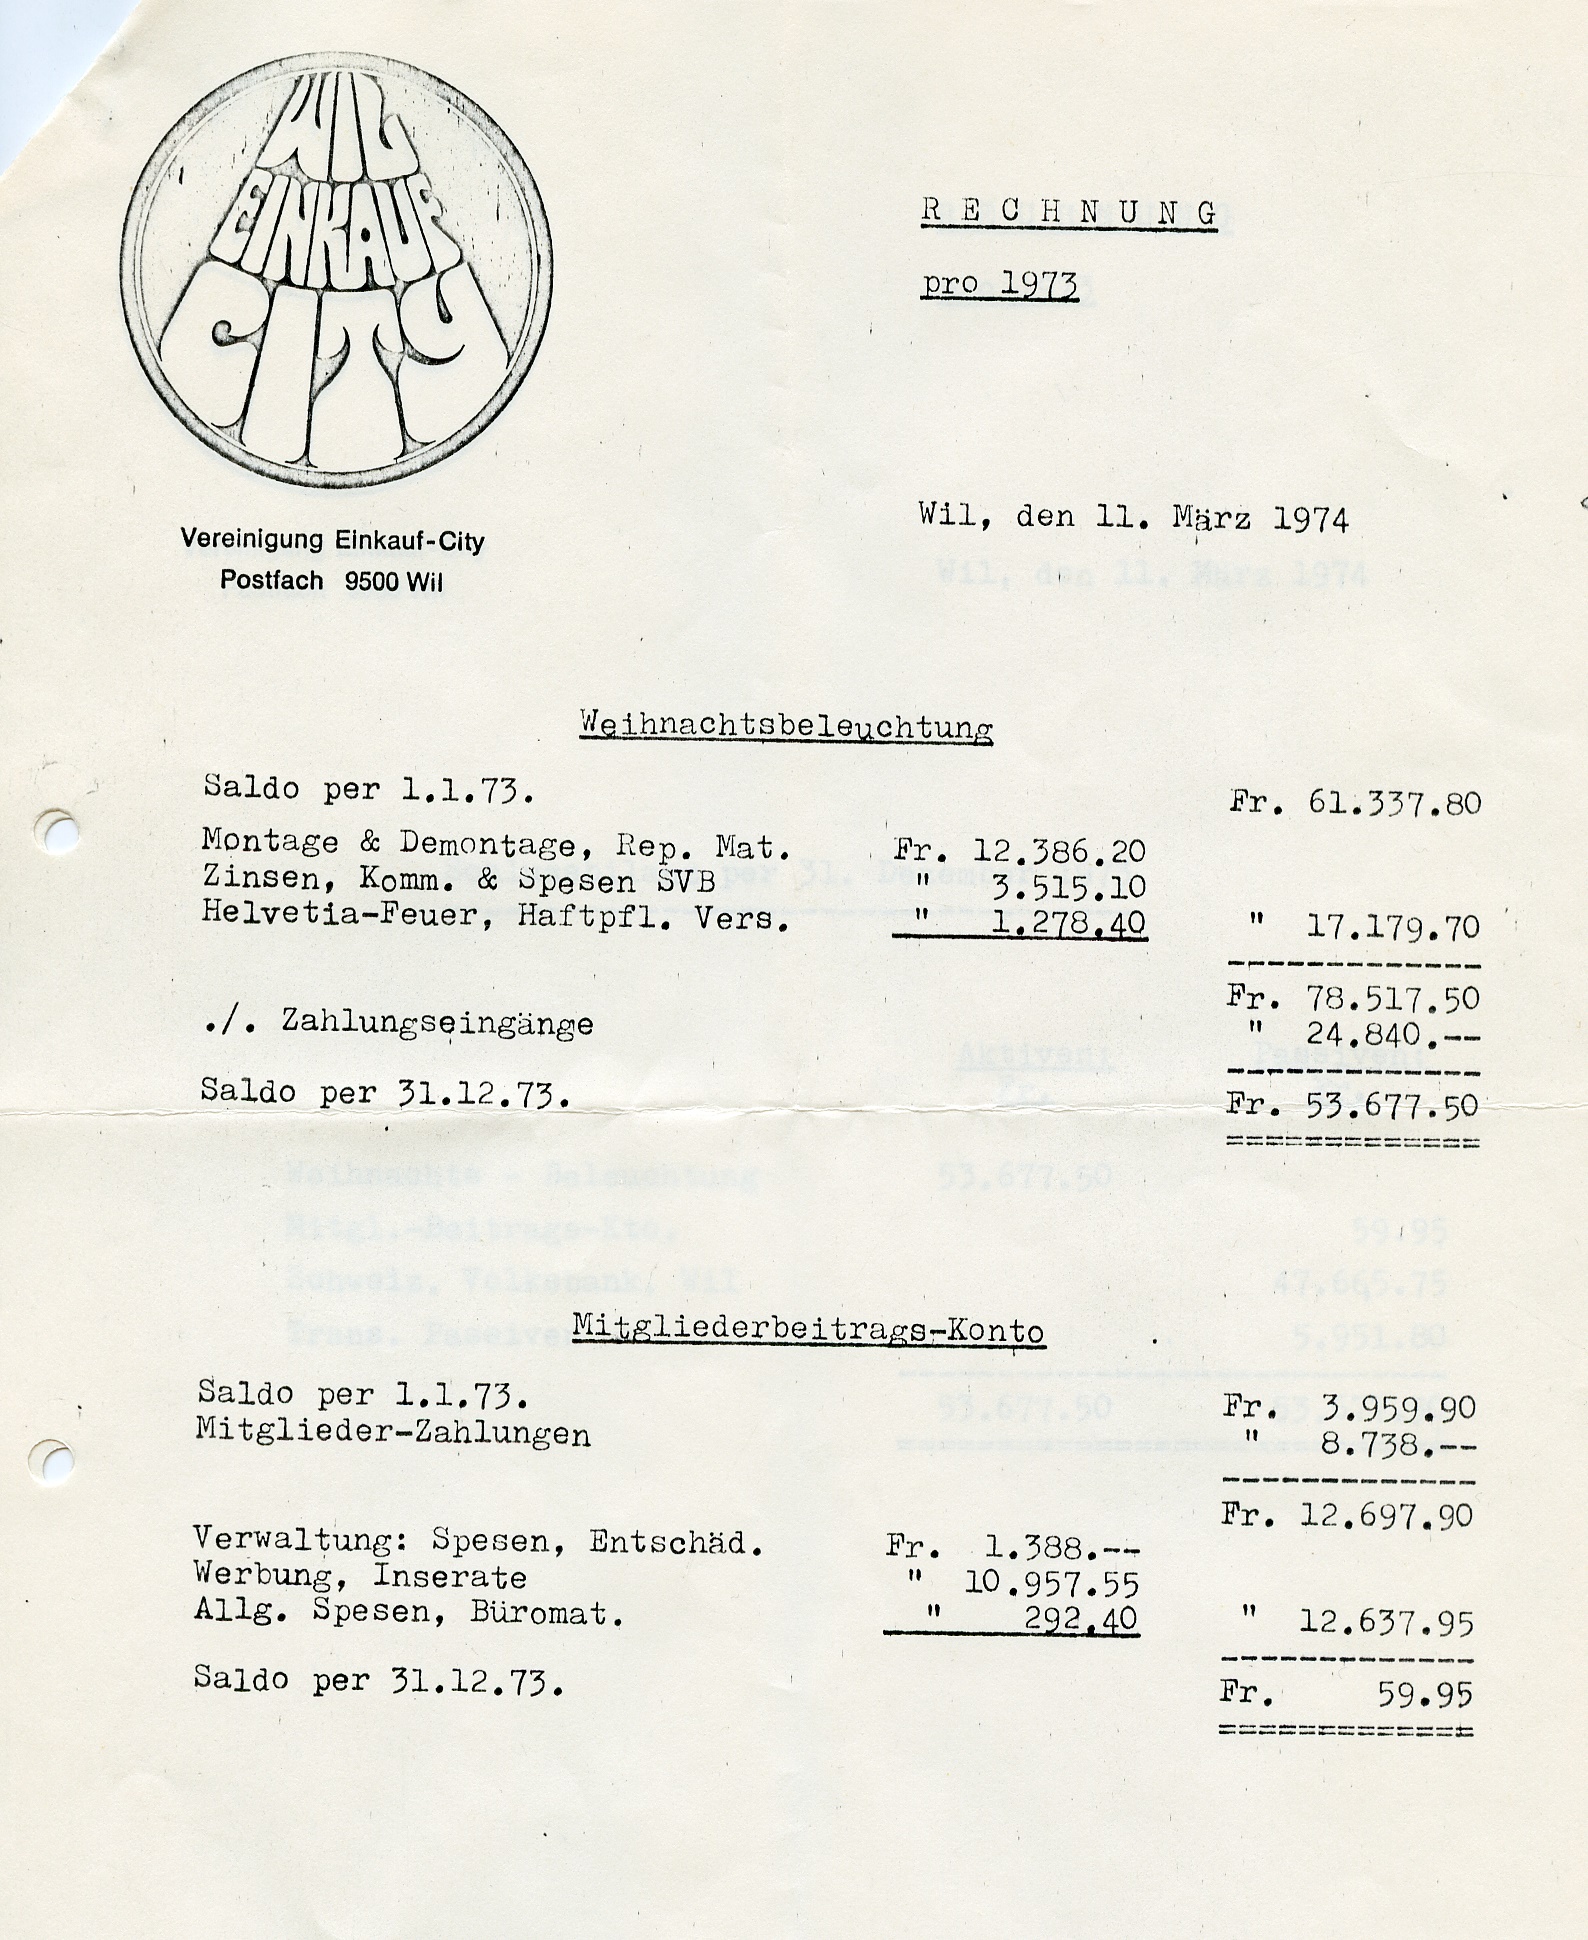 WIL
EINKAUF
CITY
Vereinigung Einkauf-City
Postfach 9500 Wil
RECHNUNG
pro 1973
Wil, den 11. März 1974
Weihnachtsbeleuchtung
Saldo per 1.1.73. Fr. 61.337.80
Montage & Demontage, Rep. Mat. Fr. 12.386.20
Zinsen, Komm. & Spesen SVB " 3.515.10
Helvetia-Feuer, Haftpfl. Vers. " 1.278.40 " 17.179.70
Fr. 78.517.50
./. Zahlungseingänge " 24.840.--
Saldo per 31.12.73. Fr. 53.677.50
Mitgliederbeitrags-Konto
Saldo per 1.1.73. Fr. 3.959.90
Mitglieder-Zahlungen " 8.738.--
Fr. 12.697.90
Verwaltung: Spesen, Entschäd. Fr. 1.388.--
Werbung, Inserate " 10.957.55
Allg. Spesen, Büromat. " 292.40 " 12.637.95
Saldo per 31.12.73. Fr. 59.95